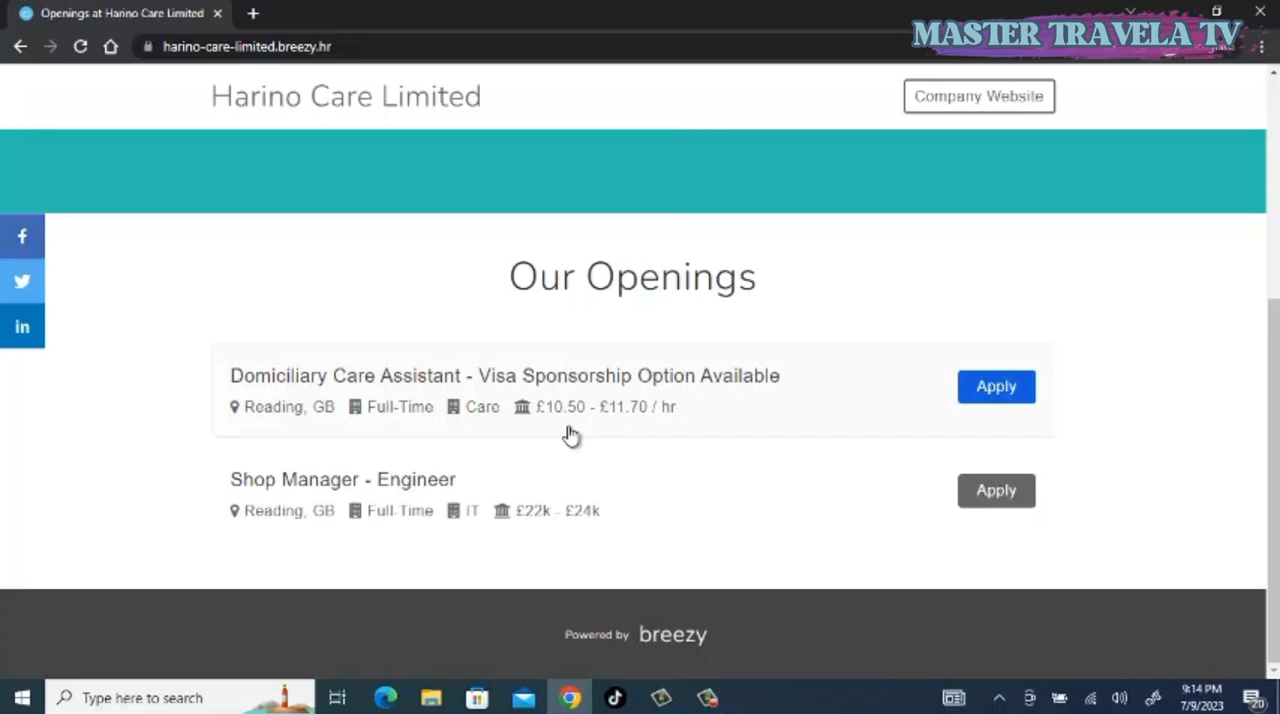 Openings at Harino Care Limited
MASTER TRAVELA TV
harino-care-limited.breezy.hr
Harino Care Limited
Company Website
Our Openings
Domiciliary Care Assistant - Visa Sponsorship Option Available
Reading, GB Full-Time Care £10.50 - £11.70 / hr
Apply
Shop Manager - Engineer
Reading, GB Full-Time IT £22k - £24k
Apply
Powered by breezy
Type here to search
9:14 PM
7/9/2023
20